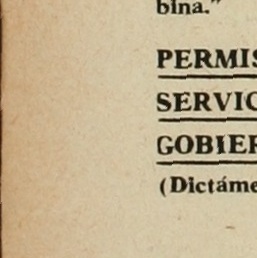 bina."
PERMIS
SERVIC
GOBIER
(Dictáme